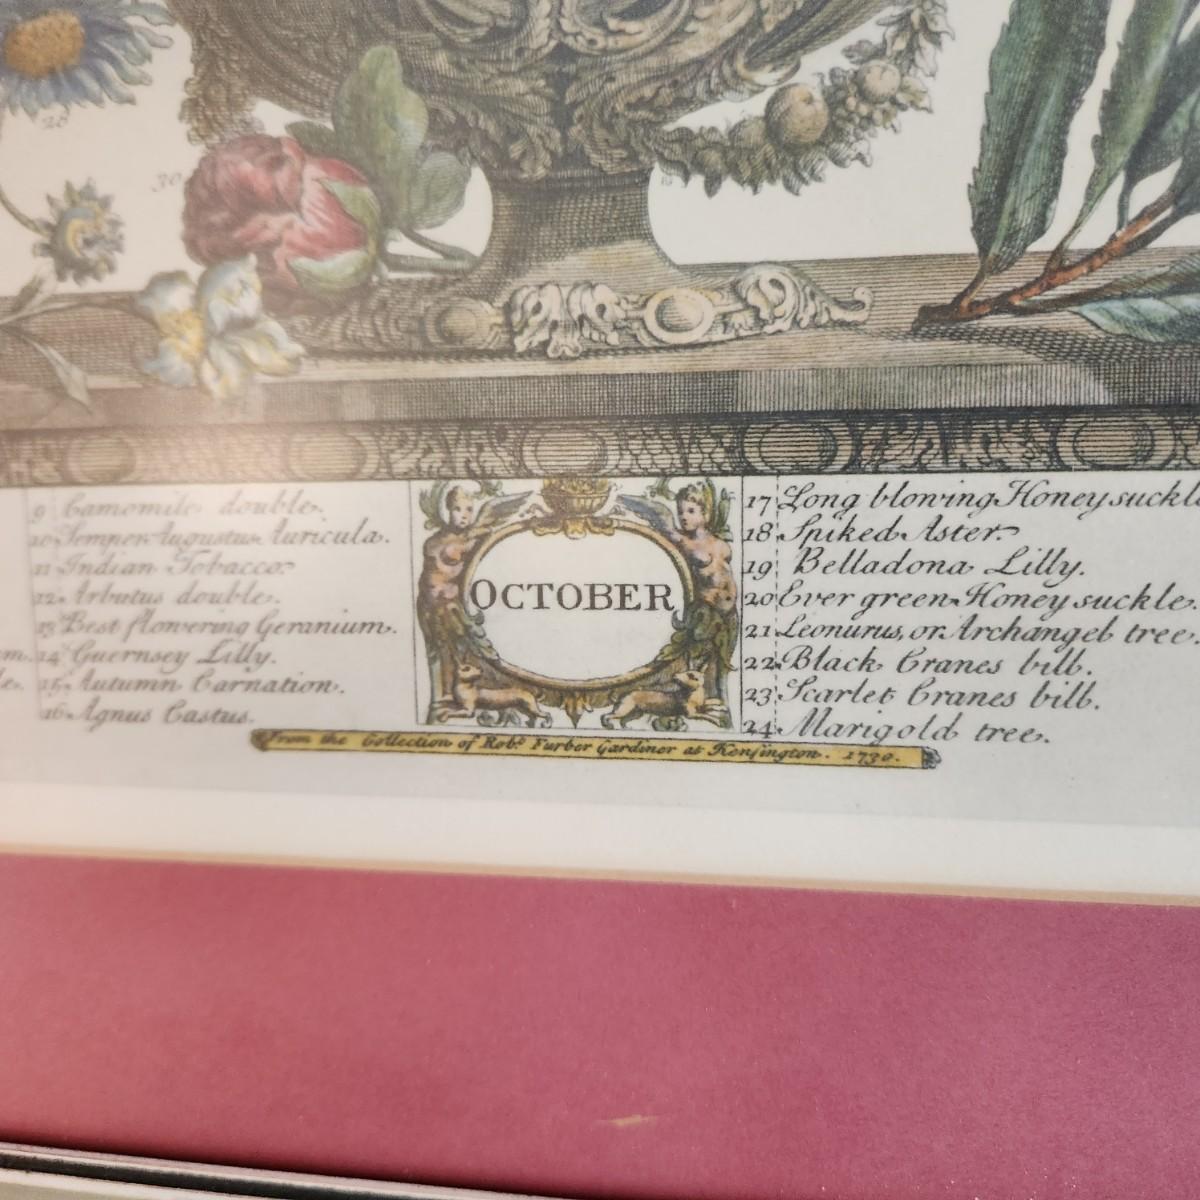 28
30
9 Camomile double.
10 Semper Augustus Auricula.
11 Indian Tobacco.
12 Arbutus double.
13 Best flowering Geranium.
14 Guernsey Lilly.
15 Autumn Carnation.
16 Agnus Castus.
OCTOBER
17 Long blowing Honeysuckl
18 Spiked Aster.
19 Belladona Lilly.
20 Ever green Honeysuckle.
21 Leonurus, or Archangel tree.
22 Black Cranes bill.
23 Scarlet Cranes bill.
24 Marigold tree.
From the Collection of Robt. Furber Gardiner at Kensington. 1730.